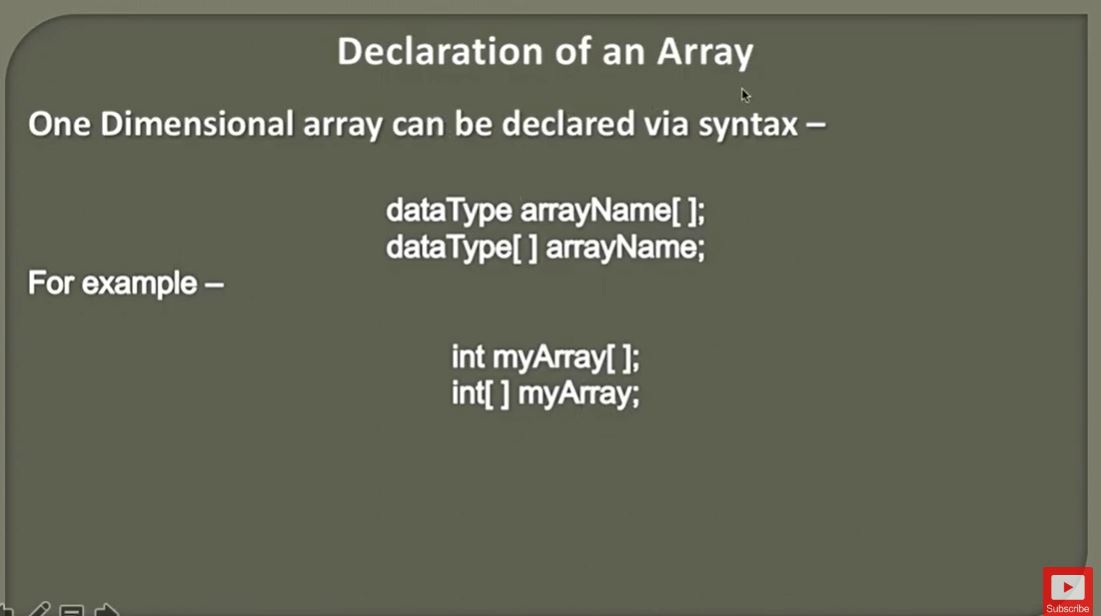 Declaration of an Array
One Dimensional array can be declared via syntax –
dataType arrayName[ ];
dataType[ ] arrayName;
For example –
int myArray[ ];
int[ ] myArray;
Subscribe